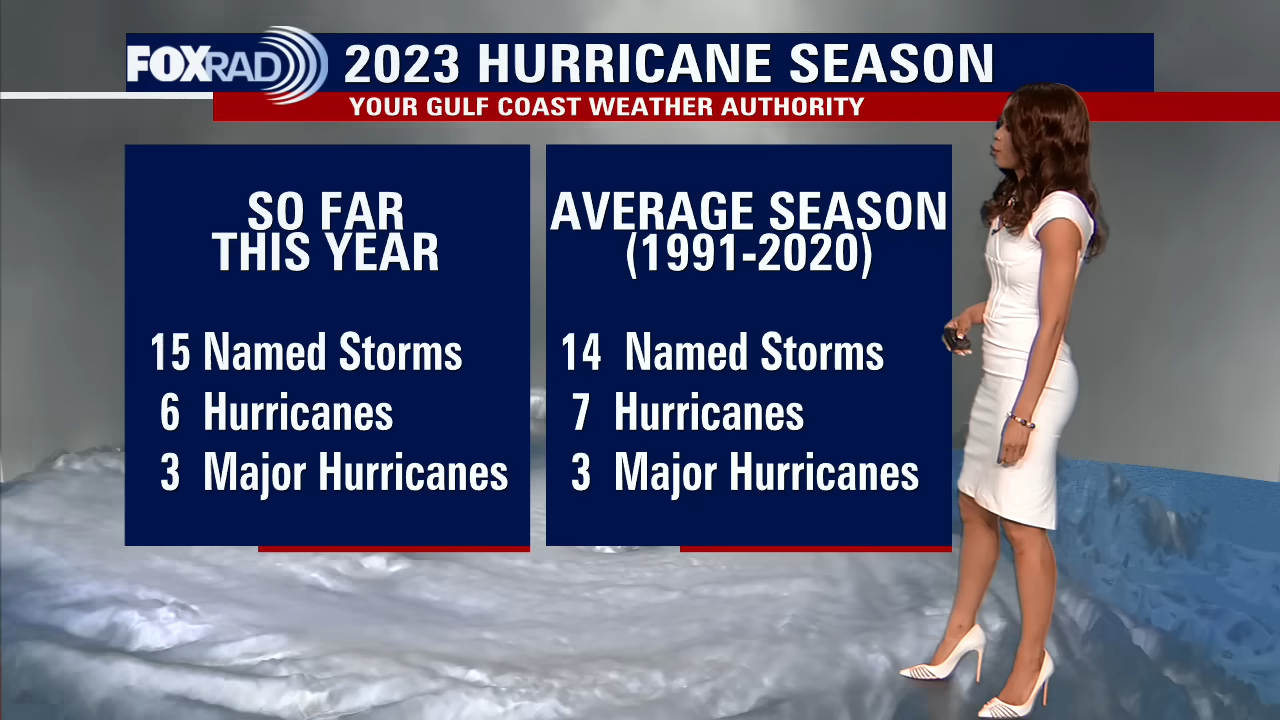 FOXRAD 2023 HURRICANE SEASON
YOUR GULF COAST WEATHER AUTHORITY
SO FAR
THIS YEAR
15 Named Storms
6 Hurricanes
3 Major Hurricanes
AVERAGE SEASON
(1991-2020)
14 Named Storms
7 Hurricanes
3 Major Hurricanes